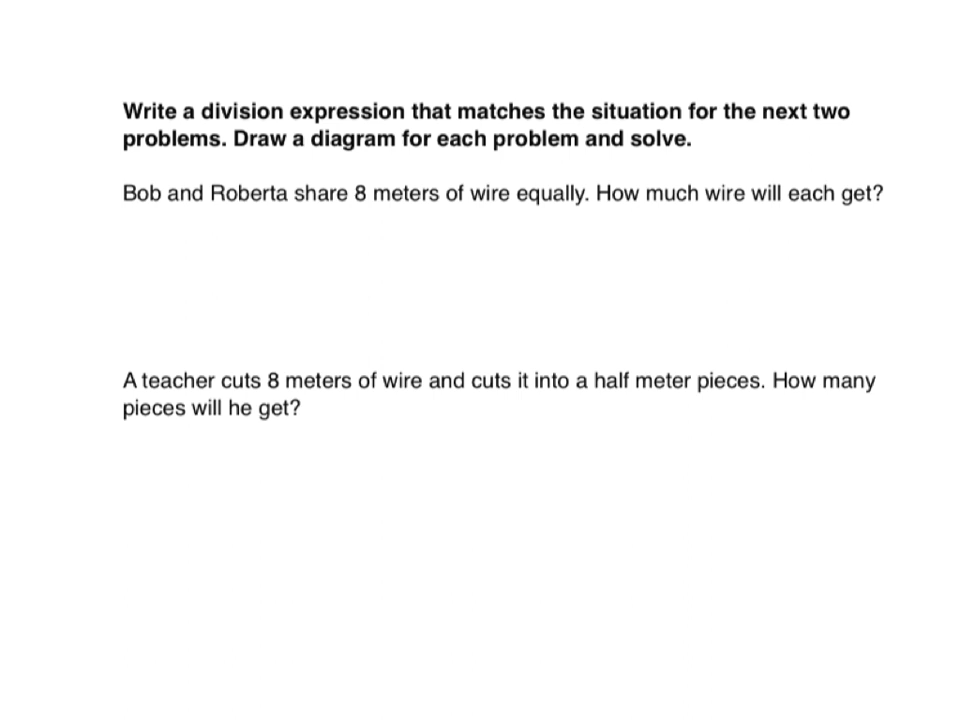 Write a division expression that matches the situation for the next two
problems. Draw a diagram for each problem and solve.
Bob and Roberta share 8 meters of wire equally. How much wire will each get?
A teacher cuts 8 meters of wire and cuts it into a half meter pieces. How many
pieces will he get?